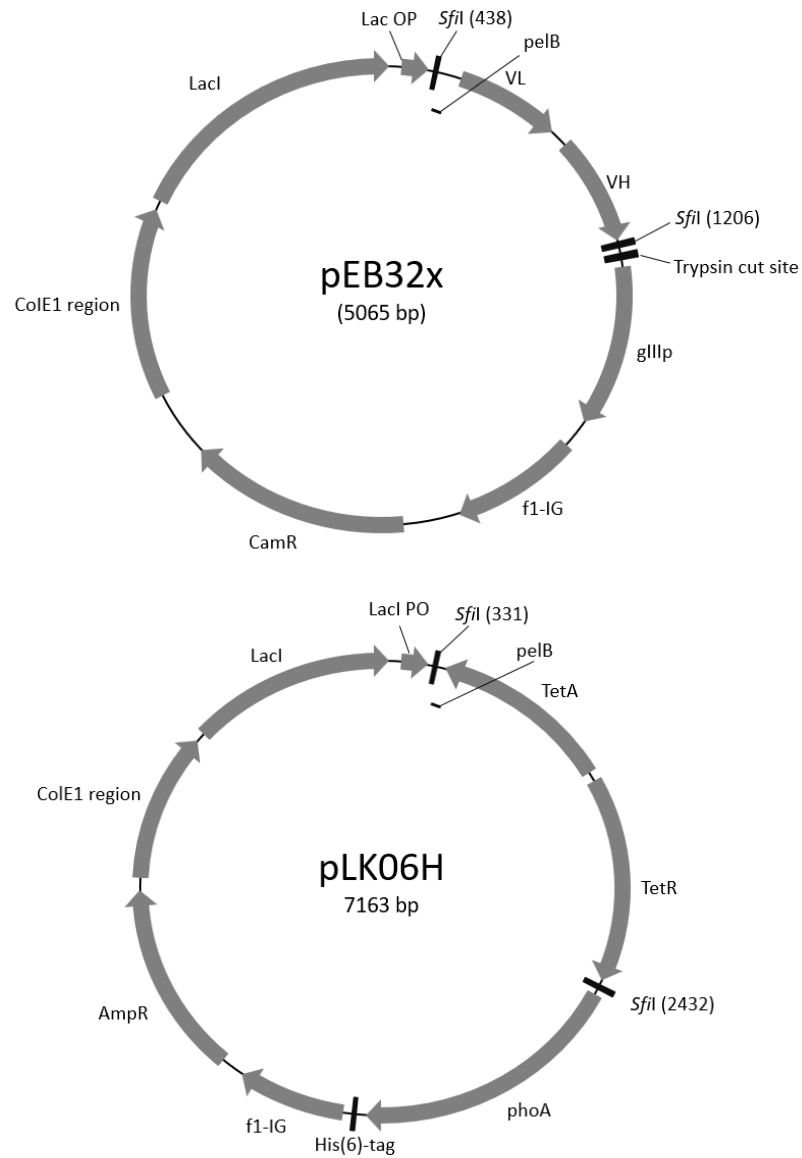 Lac OP
SfiI (438)
pelB
LacI
VL
VH
SfiI (1206)
Trypsin cut site
pEB32x
(5065 bp)
ColE1 region
gIIIp
f1-IG
CamR
LacI PO
SfiI (331)
pelB
LacI
TetA
ColE1 region
pLK06H
7163 bp
TetR
SfiI (2432)
AmpR
phoA
f1-IG
His(6)-tag